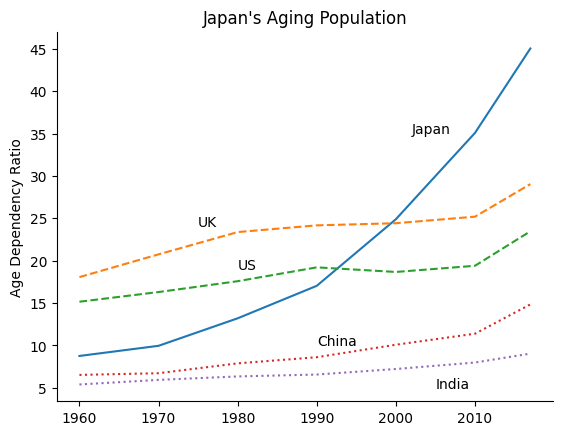 Japan's Aging Population
Age Dependency Ratio
45
40
35
30
25
20
15
10
5
Japan
UK
US
China
India
1960
1970
1980
1990
2000
2010